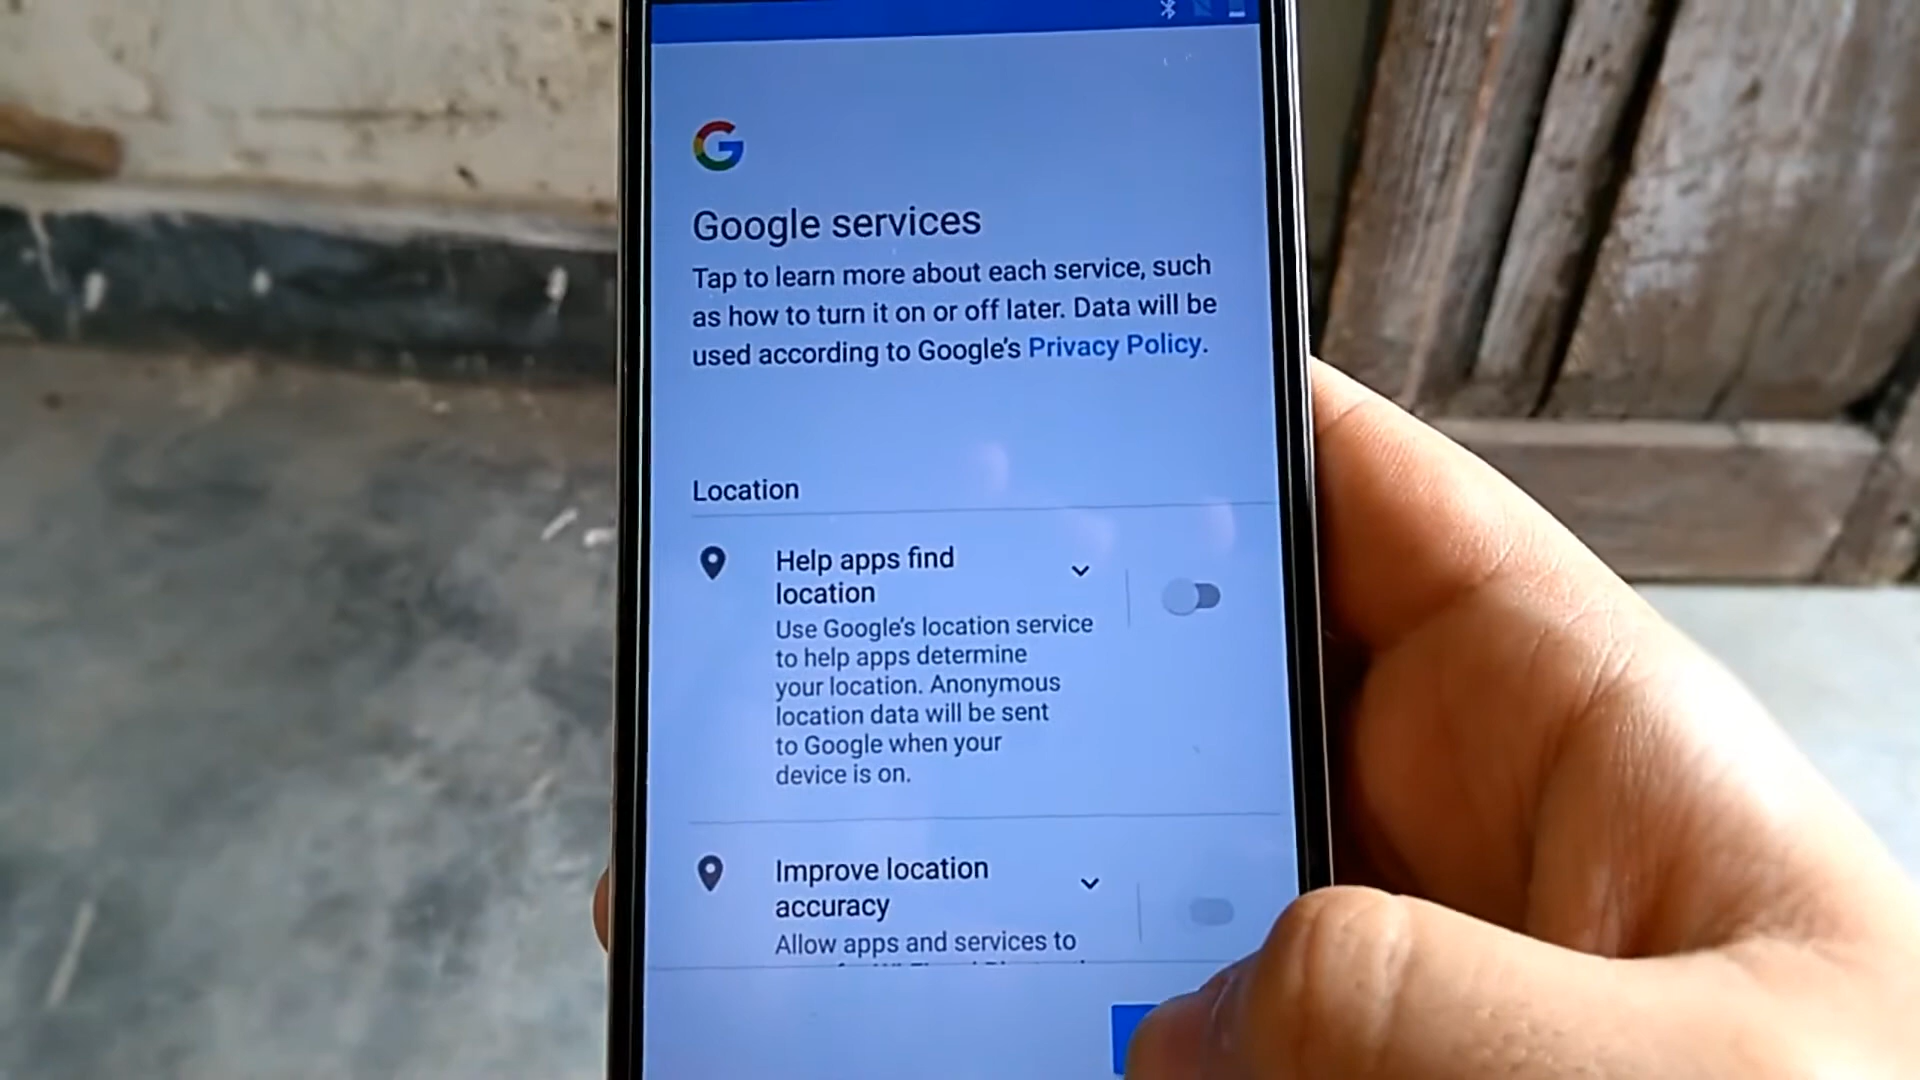 Google services
Tap to learn more about each service, such
as how to turn it on or off later. Data will be
used according to Google's Privacy Policy.
Location
Help apps find
location
Use Google's location service
to help apps determine
your location. Anonymous
location data will be sent
to Google when your
device is on.
Improve location
accuracy
Allow apps and services to